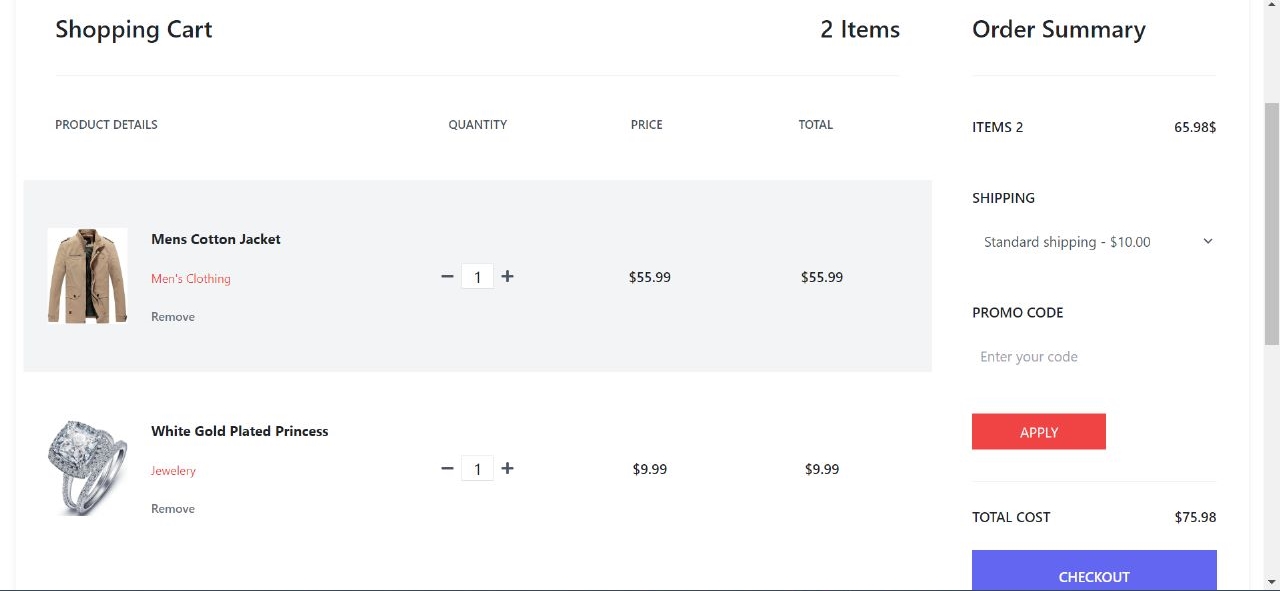 Shopping Cart 2 Items
PRODUCT DETAILS QUANTITY PRICE TOTAL
Mens Cotton Jacket
Men's Clothing
Remove
1 $55.99 $55.99
White Gold Plated Princess
Jewelery
Remove
1 $9.99 $9.99
Order Summary
ITEMS 2 65.98$
SHIPPING
Standard shipping - $10.00
PROMO CODE
Enter your code
APPLY
TOTAL COST $75.98
CHECKOUT